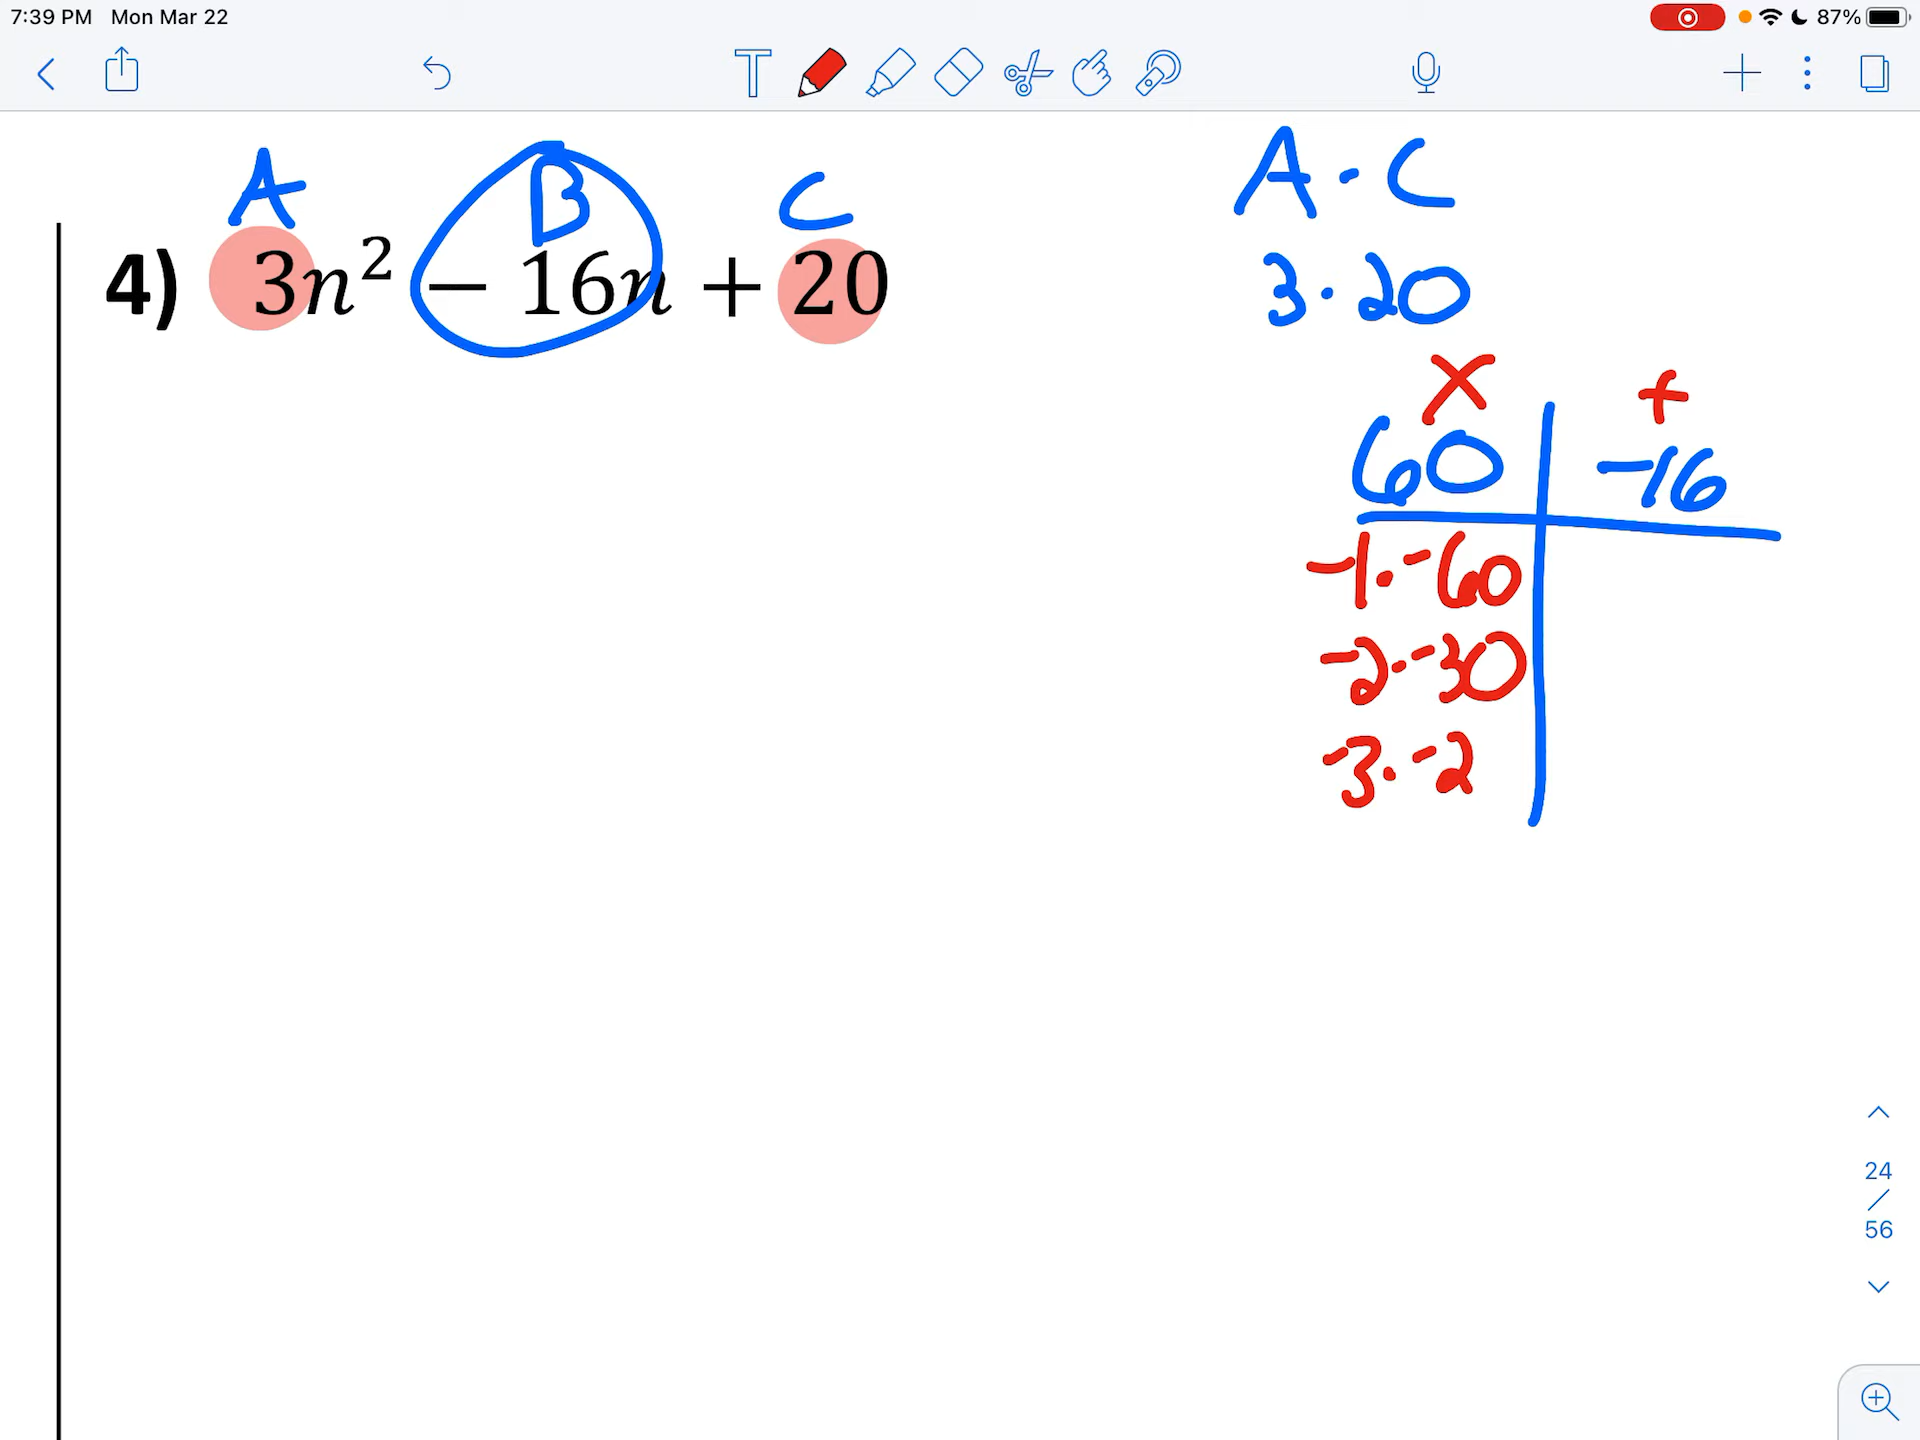 7:39 PM Mon Mar 22
87%
T
A B C
4) 3n² − 16n + 20
A · C
3 · 20
x +
60 -16
-1 · -60
-2 · -30
-3 · -2
24
/
56